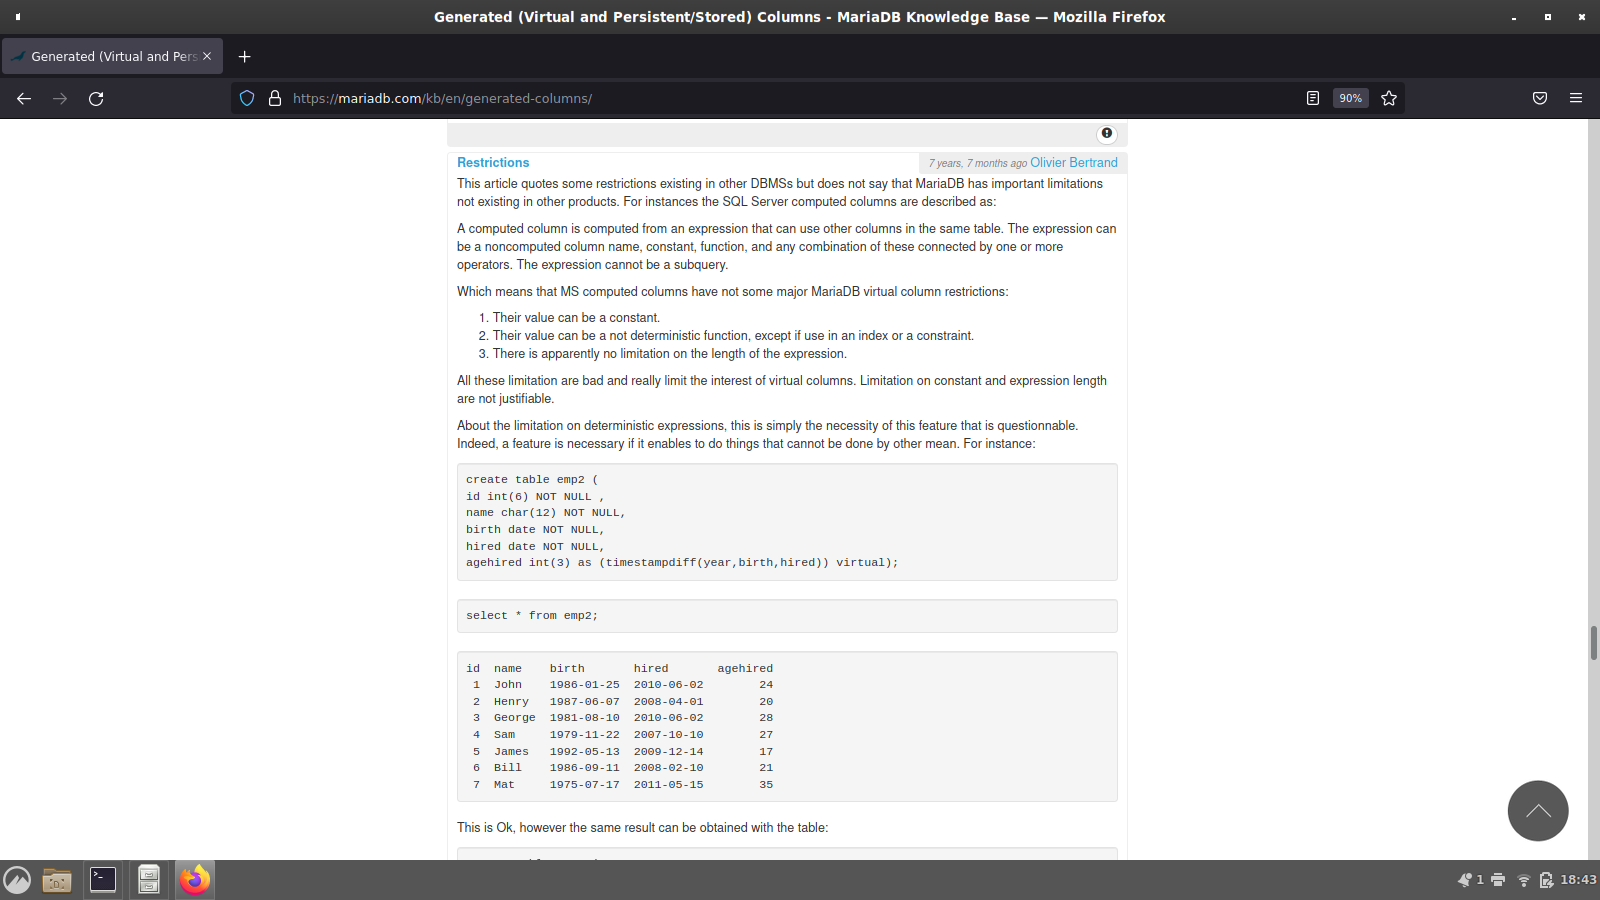 Generated (Virtual and Persistent/Stored) Columns - MariaDB Knowledge Base — Mozilla Firefox
Generated (Virtual and Pers
https://mariadb.com/kb/en/generated-columns/
90%
Restrictions
7 years, 7 months ago Olivier Bertrand
This article quotes some restrictions existing in other DBMSs but does not say that MariaDB has important limitations
not existing in other products. For instances the SQL Server computed columns are described as:
A computed column is computed from an expression that can use other columns in the same table. The expression can
be a noncomputed column name, constant, function, and any combination of these connected by one or more
operators. The expression cannot be a subquery.
Which means that MS computed columns have not some major MariaDB virtual column restrictions:
1. Their value can be a constant.
2. Their value can be a not deterministic function, except if use in an index or a constraint.
3. There is apparently no limitation on the length of the expression.
All these limitation are bad and really limit the interest of virtual columns. Limitation on constant and expression length
are not justifiable.
About the limitation on deterministic expressions, this is simply the necessity of this feature that is questionnable.
Indeed, a feature is necessary if it enables to do things that cannot be done by other mean. For instance:
create table emp2 (
id int(6) NOT NULL ,
name char(12) NOT NULL,
birth date NOT NULL,
hired date NOT NULL,
agehired int(3) as (timestampdiff(year,birth,hired)) virtual);
select * from emp2;
id name birth hired agehired
1 John 1986-01-25 2010-06-02 24
2 Henry 1987-06-07 2008-04-01 20
3 George 1981-08-10 2010-06-02 28
4 Sam 1979-11-22 2007-10-10 27
5 James 1992-05-13 2009-12-14 17
6 Bill 1986-09-11 2008-02-10 21
7 Mat 1975-07-17 2011-05-15 35
This is Ok, however the same result can be obtained with the table:
1
18:43